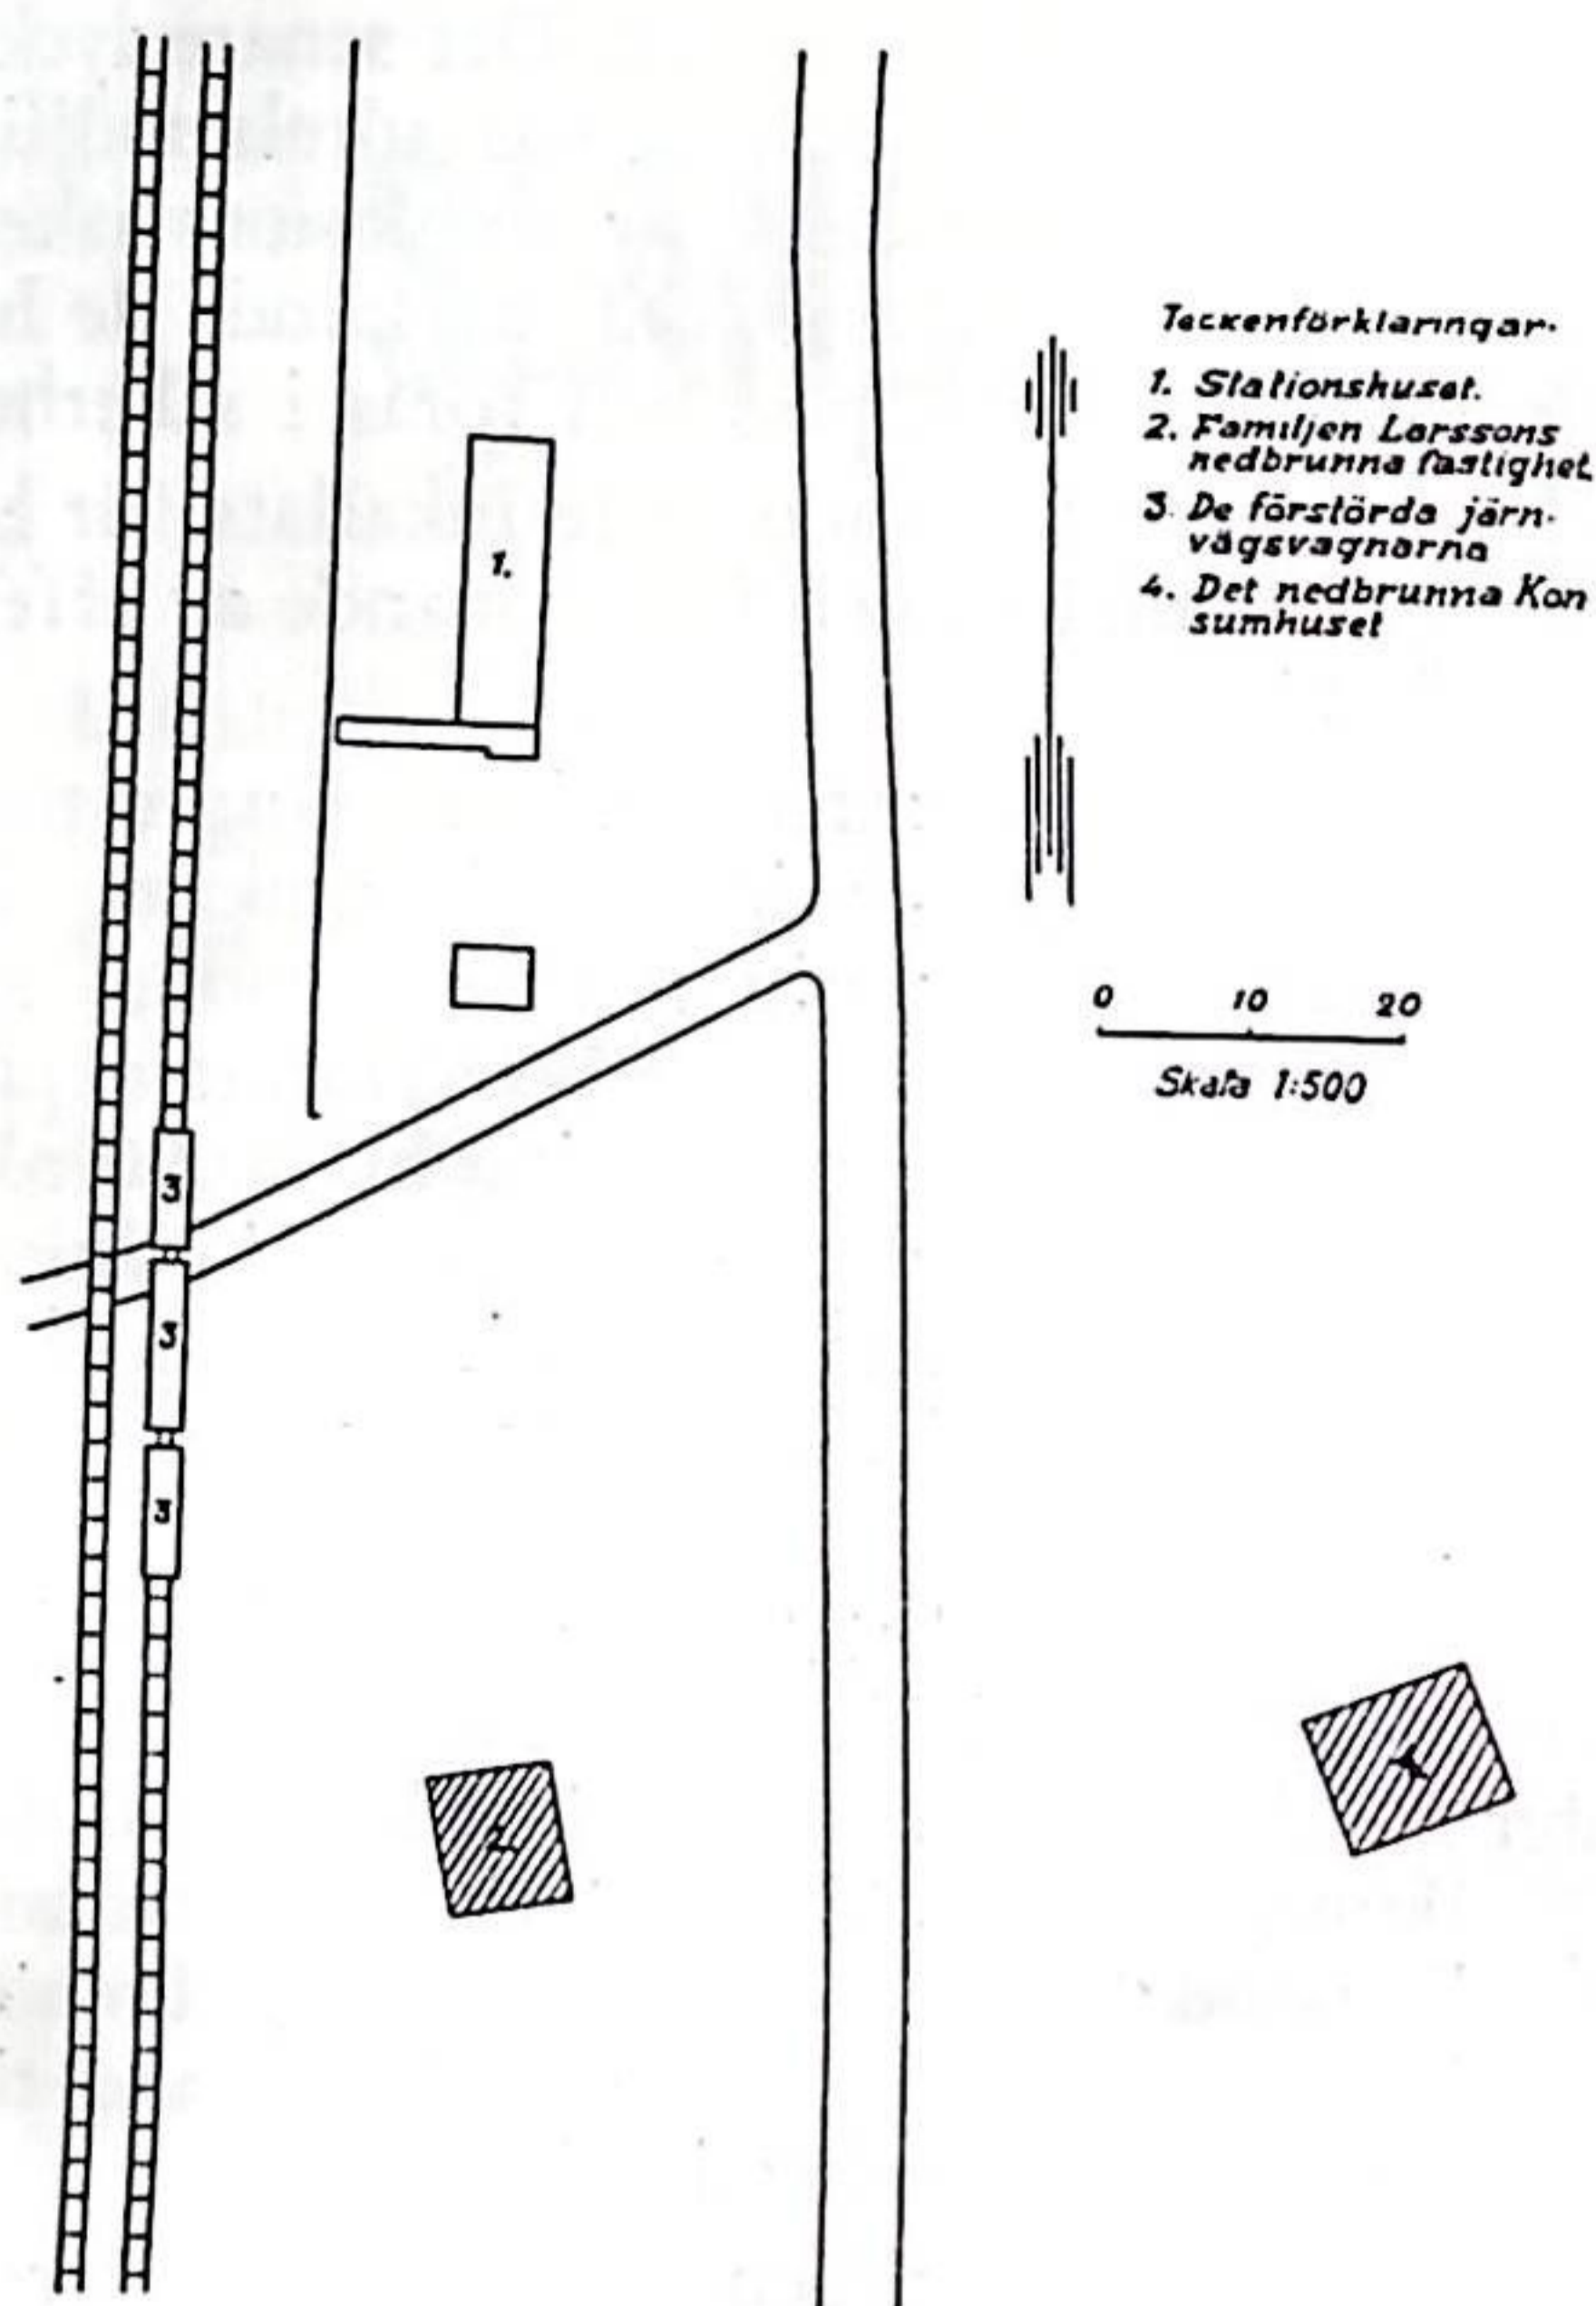 Teckenförklaringar.
1. Stationshuset.
2. Familjen Larssons
nedbrunna fastighet
3. De förstörda järn-
vägsvagnarna
4. Det nedbrunna Kon
sumhuset
1.
0 10 20
Skala 1:500
3
3
3